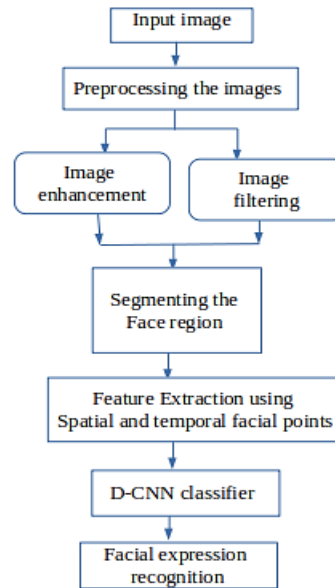 Input image
Preprocessing the images
Image
enhancement
Image
filtering
Segmenting the
Face region
Feature Extraction using
Spatial and temporal facial points
D-CNN classifier
Facial expression
recognition